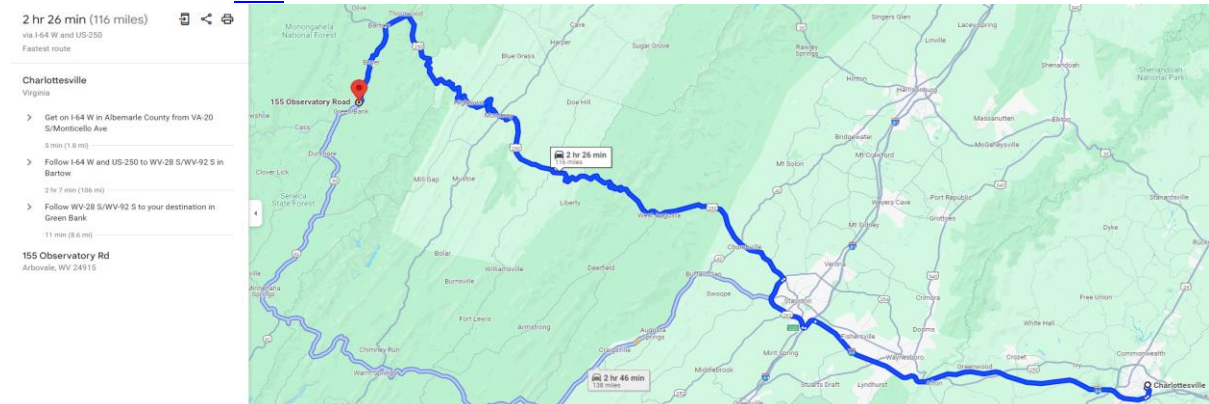 2 hr 26 min (116 miles)
via I-64 W and US-250
Fastest route
Charlottesville
Virginia
Get on I-64 W in Albemarle County from VA-20
S/Monticello Ave
5 min (1.8 mi)
Follow I-64 W and US-250 to WV-28 S/WV-92 S in
Bartow
2 hr 7 min (106 mi)
Follow WV-28 S/WV-92 S to your destination in
Green Bank
11 min (8.6 mi)
155 Observatory Rd
Arbovale, WV 24915
Olive
Thornwood
Bartow
Monongahela
National Forest
Cave
Harper
Sugar Grove
Blue Grass
Singers Glen
Lacey Spring
Rawley
Springs
Linville
Shenandoah
Shenandoah
National Park
Hinton
Harrisonburg
155 Observatory Road
Green Bank
Cass
Dunmore
Clover Lick
Seneca
State Forest
Monterey
Doe Hill
Massanutten
Elkton
Bridgewater
McGaheysville
2 hr 26 min
116 miles
Mt Solon
Mt Crawford
Mill Gap
Mustoe
Liberty
West Augusta
Port Republic
Weyers Cave
Grottoes
Stanardsville
Mt Sidney
Dyke
Churchville
Verona
Bolar
Williamsville
Deerfield
Burnsville
Buffalo Gap
Swoope
Staunton
Crimora
Free Union
Fort Lewis
Armstrong
Augusta
Springs
Craigsville
Fishersville
Dooms
White Hall
Chimney Run
Warm Springs
Mint Spring
Waynesboro
Greenwood
Crozet
Commonwealth
Middlebrook
Stuarts Draft
Lyndhurst
Afton
Charlottesville
2 hr 46 min
138 miles